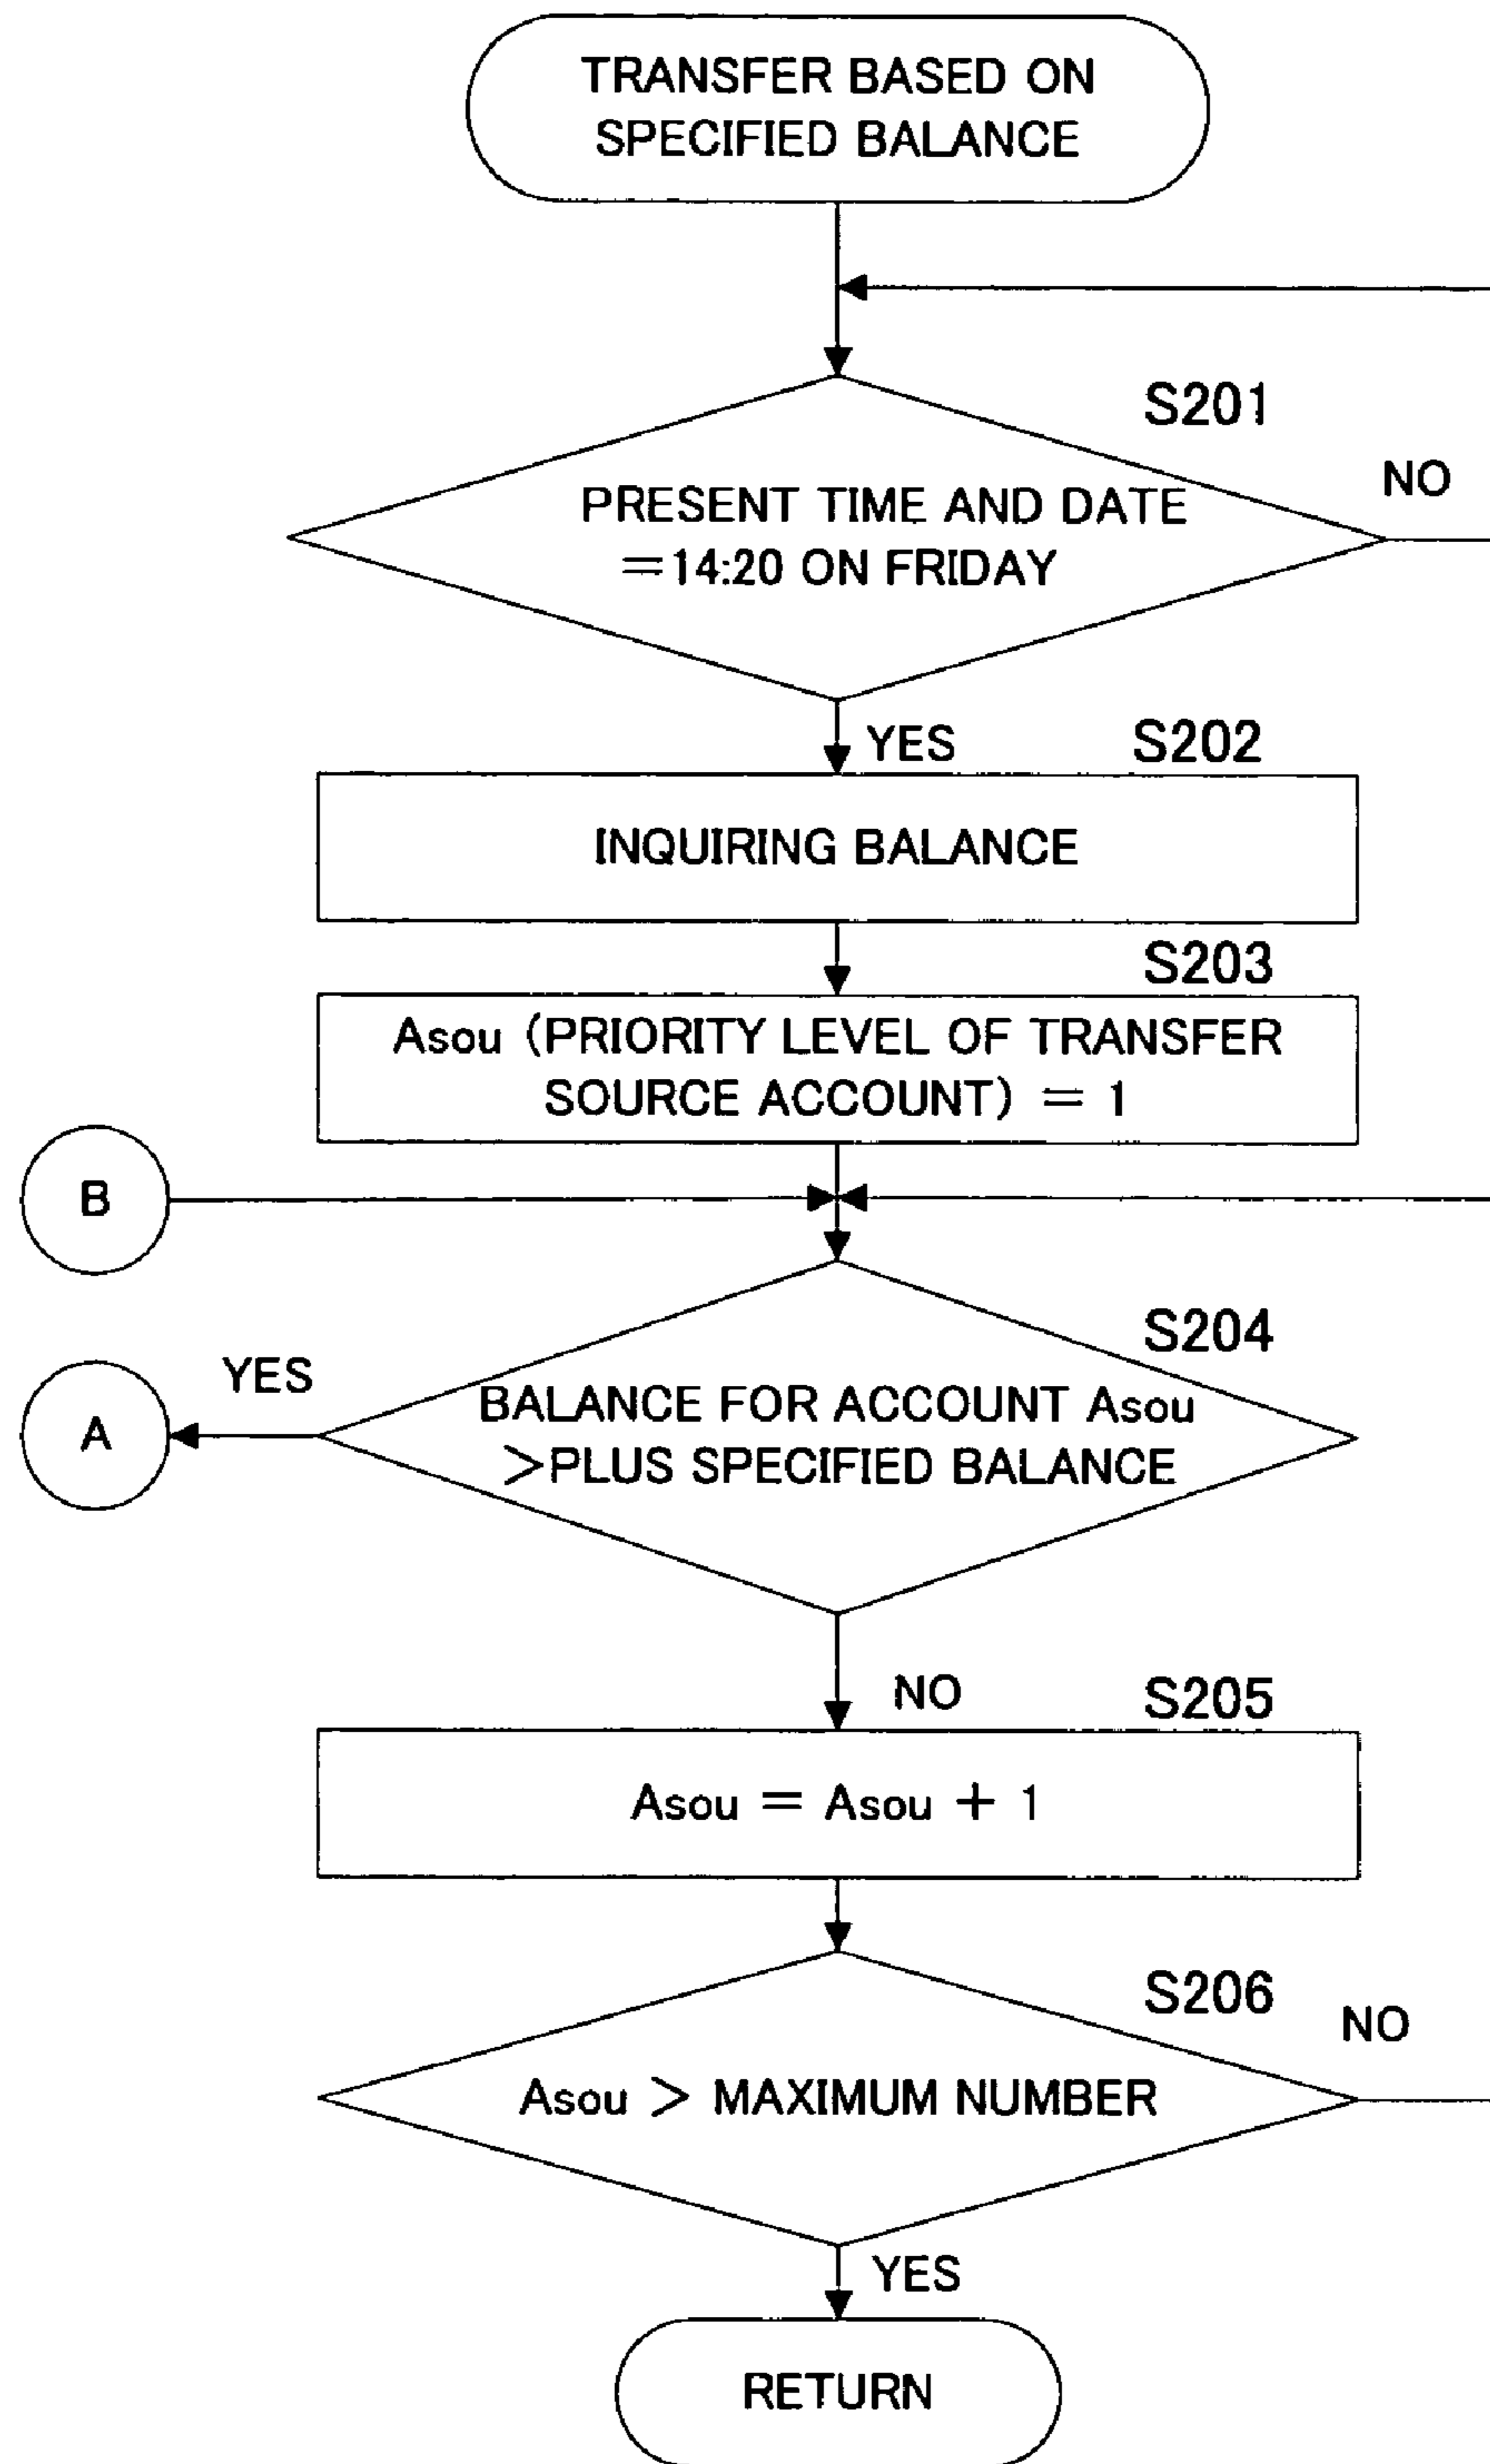 TRANSFER BASED ON
SPECIFIED BALANCE
S201
NO
PRESENT TIME AND DATE
=14:20 ON FRIDAY
YES
S202
INQUIRING BALANCE
S203
Asou (PRIORITY LEVEL OF TRANSFER
SOURCE ACCOUNT) = 1
B
S204
YES
A
BALANCE FOR ACCOUNT Asou
>PLUS SPECIFIED BALANCE
NO
S205
Asou = Asou + 1
S206
NO
Asou > MAXIMUM NUMBER
YES
RETURN